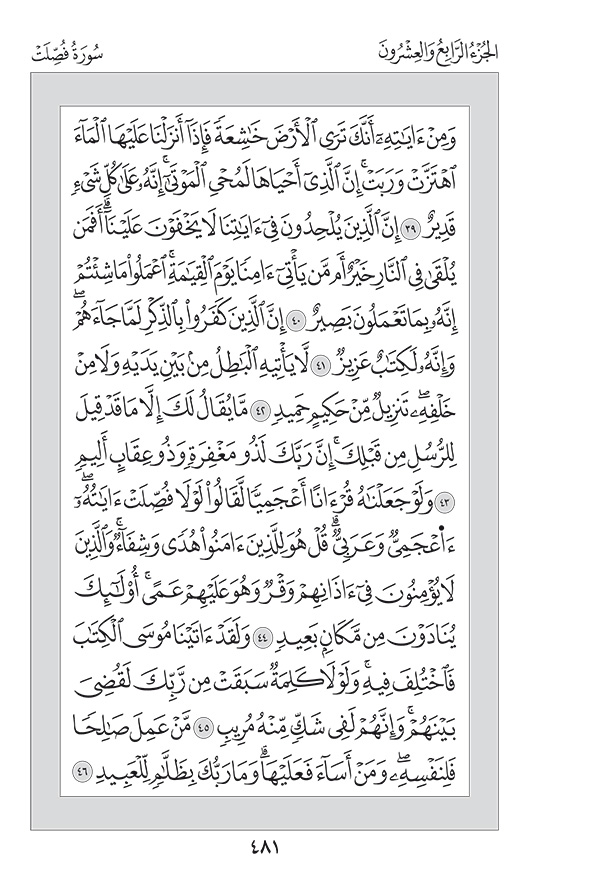 الجُزْءُ الرَّابِعُ وَالعِشْرُونَ
سُورَةُ فُصِّلَتْ
وَمِنْ ءَايَٰتِهِۦٓ أَنَّكَ تَرَى ٱلْأَرْضَ خَٰشِعَةً فَإِذَآ أَنزَلْنَا عَلَيْهَا ٱلْمَآءَ
ٱهْتَزَّتْ وَرَبَتْۚ إِنَّ ٱلَّذِىٓ أَحْيَاهَا لَمُحْىِ ٱلْمَوْتَىٰٓۚ إِنَّهُۥ عَلَىٰ كُلِّ شَىْءٍ
قَدِيرٌ ٣٩ إِنَّ ٱلَّذِينَ يُلْحِدُونَ فِىٓ ءَايَٰتِنَا لَا يَخْفَوْنَ عَلَيْنَآۗ أَفَمَن
يُلْقَىٰ فِى ٱلنَّارِ خَيْرٌ أَم مَّن يَأْتِىٓ ءَامِنًا يَوْمَ ٱلْقِيَٰمَةِۚ ٱعْمَلُوا۟ مَا شِئْتُمْ
إِنَّهُۥ بِمَا تَعْمَلُونَ بَصِيرٌ ٤٠ إِنَّ ٱلَّذِينَ كَفَرُوا۟ بِٱلذِّكْرِ لَمَّا جَآءَهُمْۖ
وَإِنَّهُۥ لَكِتَٰبٌ عَزِيزٌ ٤١ لَّا يَأْتِيهِ ٱلْبَٰطِلُ مِنۢ بَيْنِ يَدَيْهِ وَلَا مِنْ
خَلْفِهِۦۖ تَنزِيلٌ مِّنْ حَكِيمٍ حَمِيدٍ ٤٢ مَّا يُقَالُ لَكَ إِلَّا مَا قَدْ قِيلَ
لِلرُّسُلِ مِن قَبْلِكَۚ إِنَّ رَبَّكَ لَذُو مَغْفِرَةٍ وَذُو عِقَابٍ أَلِيمٍ
٤٣ وَلَوْ جَعَلْنَٰهُ قُرْءَانًا أَعْجَمِيًّا لَّقَالُوا۟ لَوْلَا فُصِّلَتْ ءَايَٰتُهُۥٓۖ
ءَا۬عْجَمِىٌّ وَعَرَبِىٌّۗ قُلْ هُوَ لِلَّذِينَ ءَامَنُوا۟ هُدًى وَشِفَآءٌۚ وَٱلَّذِينَ
لَا يُؤْمِنُونَ فِىٓ ءَاذَانِهِمْ وَقْرٌ وَهُوَ عَلَيْهِمْ عَمًىۚ أُو۟لَٰٓئِكَ
يُنَادَوْنَ مِن مَّكَانٍۭ بَعِيدٍ ٤٤ وَلَقَدْ ءَاتَيْنَا مُوسَى ٱلْكِتَٰبَ
فَٱخْتُلِفَ فِيهِۚ وَلَوْلَا كَلِمَةٌ سَبَقَتْ مِن رَّبِّكَ لَقُضِىَ
بَيْنَهُمْۚ وَإِنَّهُمْ لَفِى شَكٍّ مِّنْهُ مُرِيبٍ ٤٥ مَّنْ عَمِلَ صَٰلِحًا
فَلِنَفْسِهِۦۖ وَمَنْ أَسَآءَ فَعَلَيْهَاۗ وَمَا رَبُّكَ بِظَلَّٰمٍ لِّلْعَبِيدِ ٤٦
٤٨١